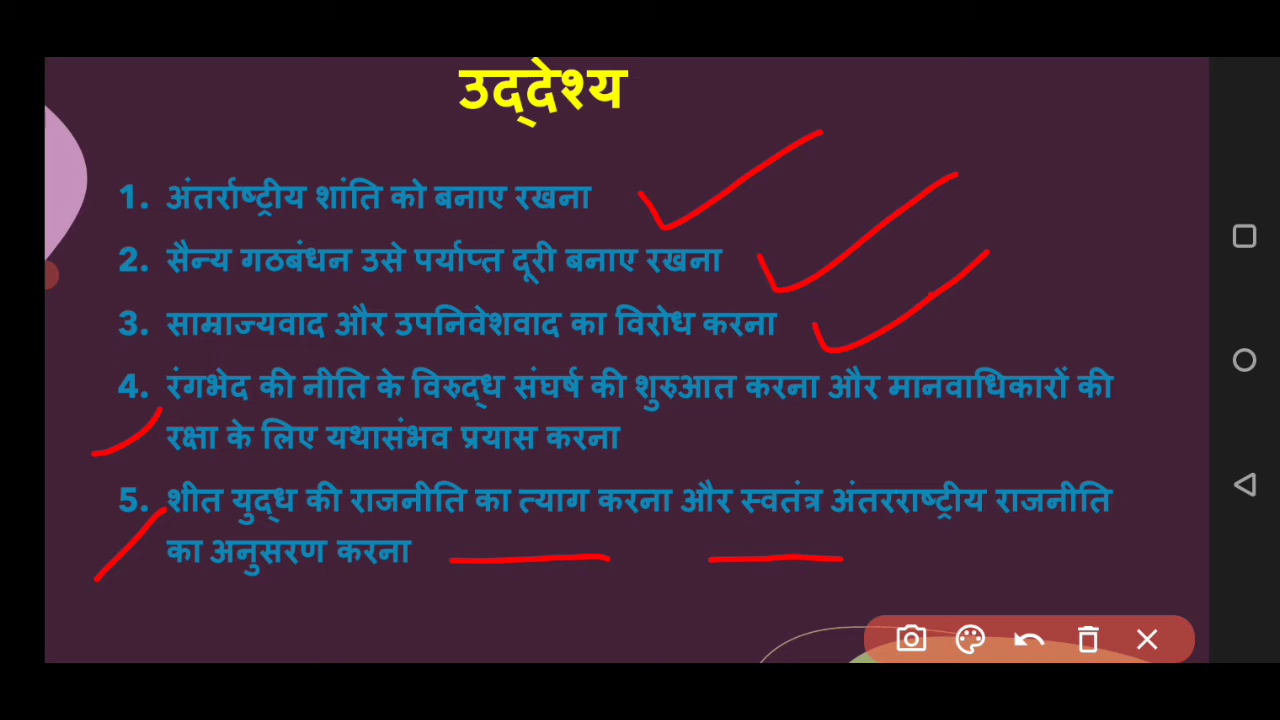 उद्देश्य
1. अंतर्राष्ट्रीय शांति को बनाए रखना
2. सैन्य गठबंधन उसे पर्याप्त दूरी बनाए रखना
3. साम्राज्यवाद और उपनिवेशवाद का विरोध करना
4. रंगभेद की नीति के विरुद्ध संघर्ष की शुरुआत करना और मानवाधिकारों की
रक्षा के लिए यथासंभव प्रयास करना
5. शीत युद्ध की राजनीति का त्याग करना और स्वतंत्र अंतरराष्ट्रीय राजनीति
का अनुसरण करना